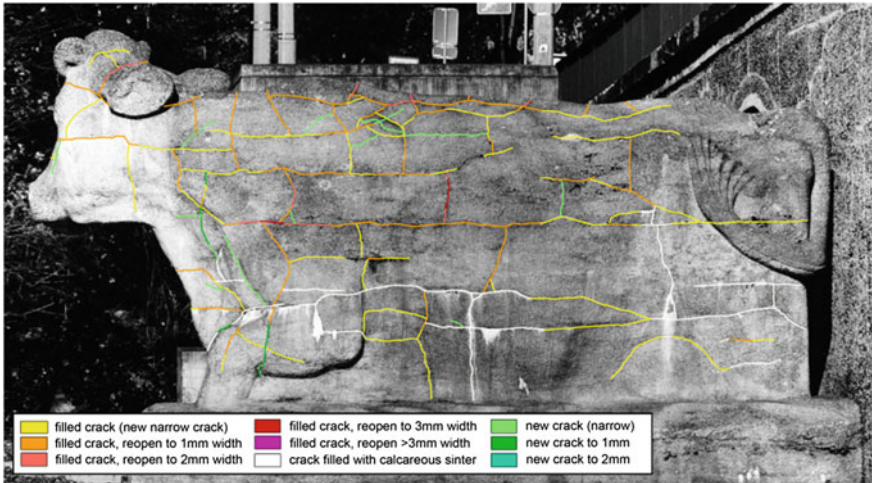 filled crack (new narrow crack)
filled crack, reopen to 1mm width
filled crack, reopen to 2mm width
filled crack, reopen to 3mm width
filled crack, reopen >3mm width
crack filled with calcareous sinter
new crack (narrow)
new crack to 1mm
new crack to 2mm